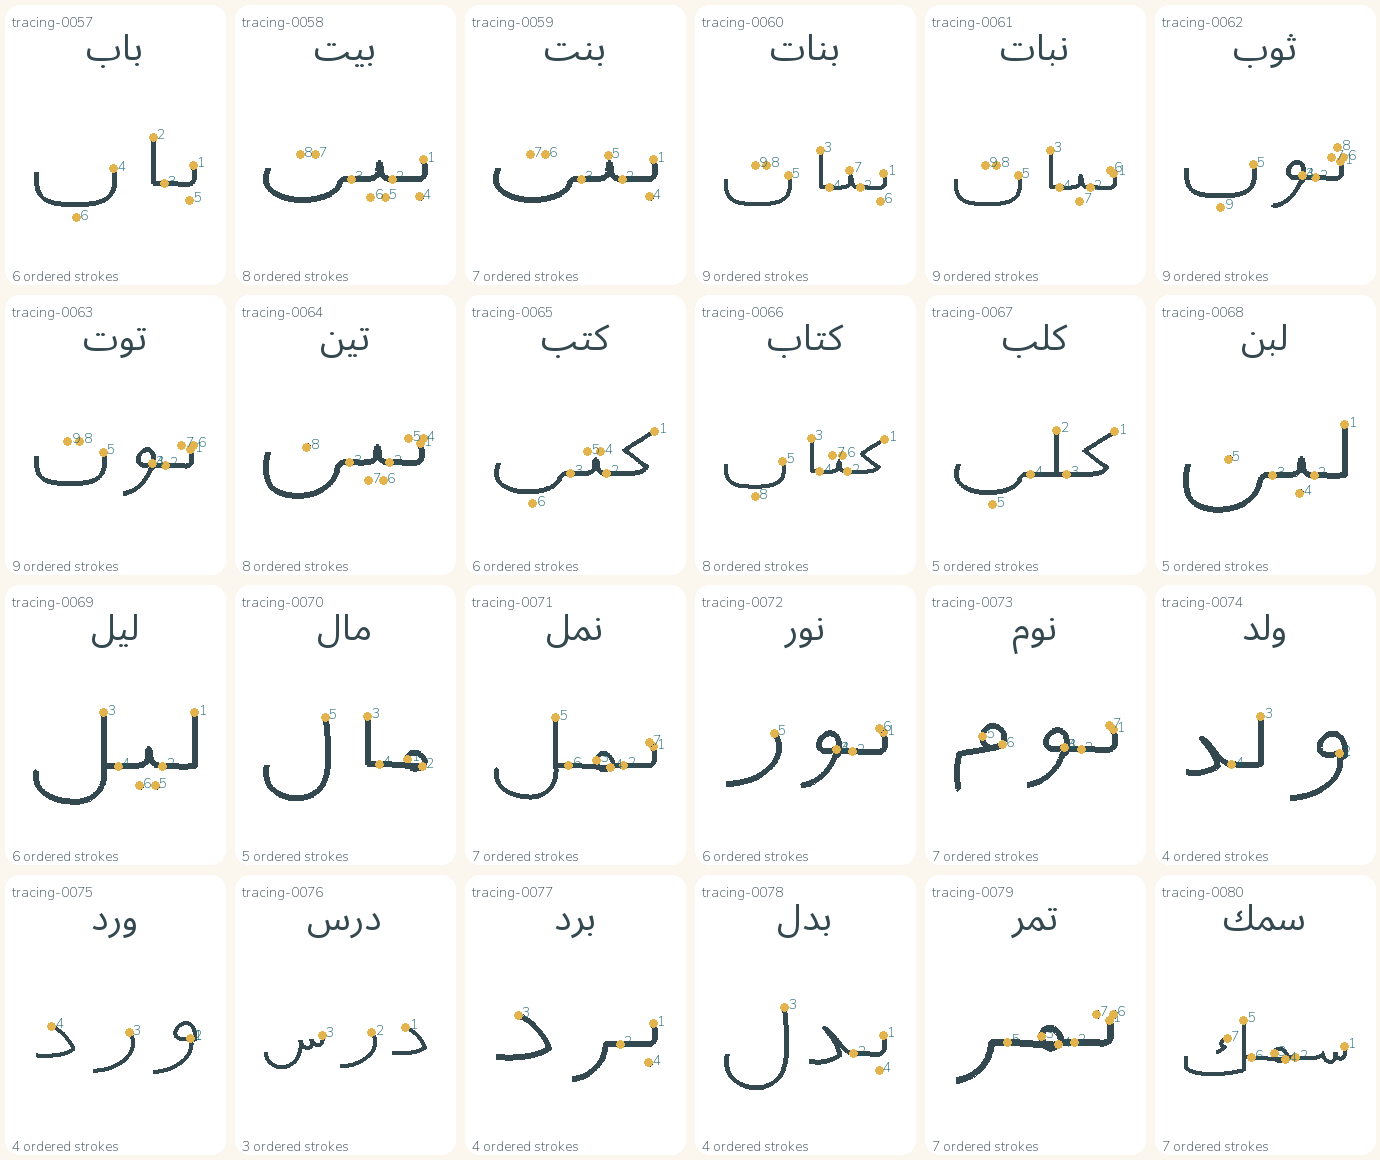 tracing-0057
باب
6 ordered strokes
tracing-0058
بيت
8 ordered strokes
tracing-0059
بنت
7 ordered strokes
tracing-0060
بنات
9 ordered strokes
tracing-0061
نبات
9 ordered strokes
tracing-0062
ثوب
9 ordered strokes
tracing-0063
توت
9 ordered strokes
tracing-0064
تين
8 ordered strokes
tracing-0065
كتب
6 ordered strokes
tracing-0066
كتاب
8 ordered strokes
tracing-0067
كلب
5 ordered strokes
tracing-0068
لبن
5 ordered strokes
tracing-0069
ليل
6 ordered strokes
tracing-0070
مال
5 ordered strokes
tracing-0071
نمل
7 ordered strokes
tracing-0072
نور
6 ordered strokes
tracing-0073
نوم
7 ordered strokes
tracing-0074
ولد
4 ordered strokes
tracing-0075
ورد
4 ordered strokes
tracing-0076
درس
3 ordered strokes
tracing-0077
برد
4 ordered strokes
tracing-0078
بدل
4 ordered strokes
tracing-0079
تمر
7 ordered strokes
tracing-0080
سمك
7 ordered strokes